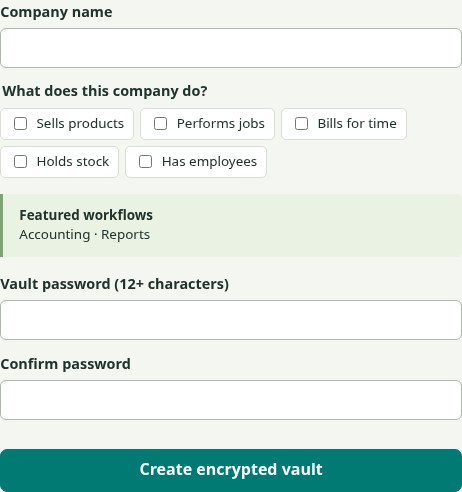 Company name
What does this company do?
Sells products Performs jobs Bills for time
Holds stock Has employees
Featured workflows
Accounting · Reports
Vault password (12+ characters)
Confirm password
Create encrypted vault